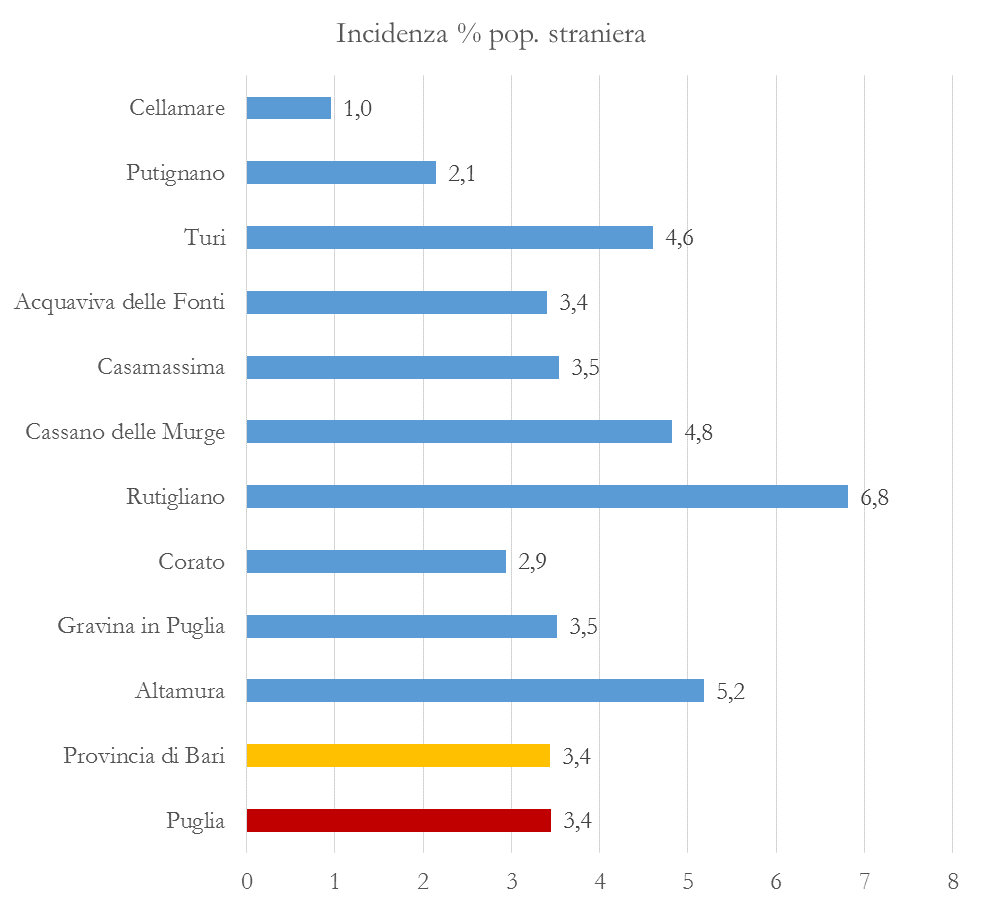 Incidenza % pop. straniera
Cellamare 1,0
Putignano 2,1
Turi 4,6
Acquaviva delle Fonti 3,4
Casamassima 3,5
Cassano delle Murge 4,8
Rutigliano 6,8
Corato 2,9
Gravina in Puglia 3,5
Altamura 5,2
Provincia di Bari 3,4
Puglia 3,4
0 1 2 3 4 5 6 7 8